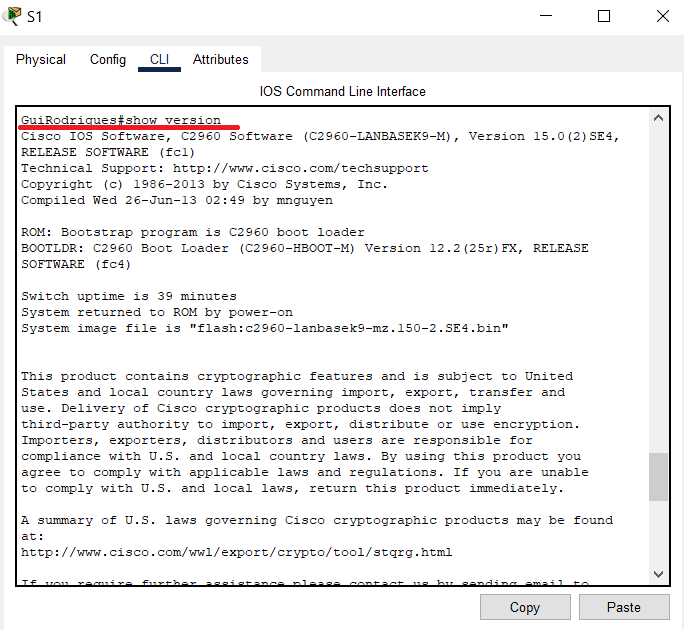 S1
Physical Config CLI Attributes
IOS Command Line Interface
GuiRodrigues#show version
Cisco IOS Software, C2960 Software (C2960-LANBASEK9-M), Version 15.0(2)SE4,
RELEASE SOFTWARE (fc1)
Technical Support: http://www.cisco.com/techsupport
Copyright (c) 1986-2013 by Cisco Systems, Inc.
Compiled Wed 26-Jun-13 02:49 by mnguyen
ROM: Bootstrap program is C2960 boot loader
BOOTLDR: C2960 Boot Loader (C2960-HBOOT-M) Version 12.2(25r)FX, RELEASE
SOFTWARE (fc4)
Switch uptime is 39 minutes
System returned to ROM by power-on
System image file is "flash:c2960-lanbasek9-mz.150-2.SE4.bin"
This product contains cryptographic features and is subject to United
States and local country laws governing import, export, transfer and
use. Delivery of Cisco cryptographic products does not imply
third-party authority to import, export, distribute or use encryption.
Importers, exporters, distributors and users are responsible for
compliance with U.S. and local country laws. By using this product you
agree to comply with applicable laws and regulations. If you are unable
to comply with U.S. and local laws, return this product immediately.
A summary of U.S. laws governing Cisco cryptographic products may be found
at:
http://www.cisco.com/wwl/export/crypto/tool/stqrg.html
If you require further assistance please contact us by sending email to
Copy Paste